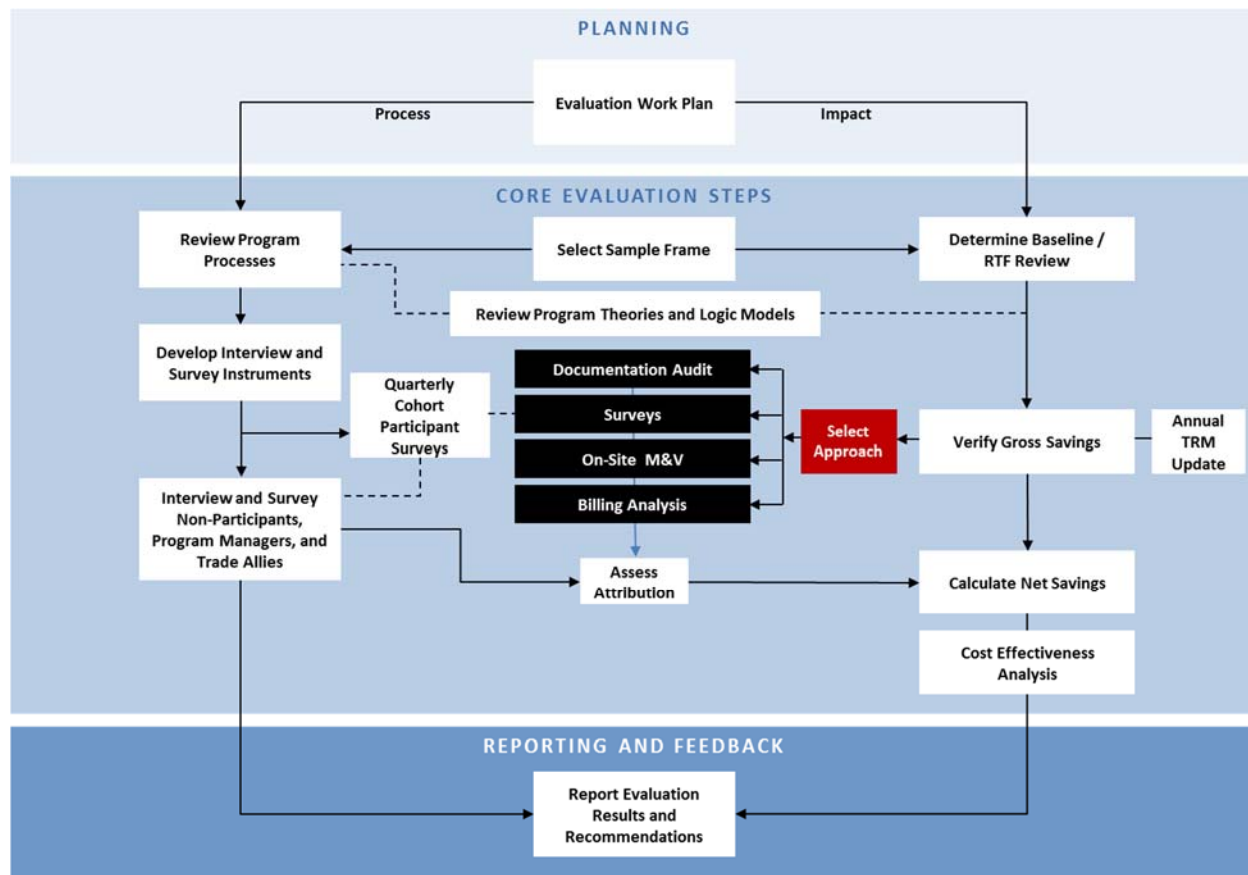 PLANNING
Evaluation Work Plan
Process
Impact
CORE EVALUATION STEPS
Review Program
Processes
Select Sample Frame
Determine Baseline /
RTF Review
Review Program Theories and Logic Models
Develop Interview and
Survey Instruments
Quarterly
Cohort
Participant
Surveys
Documentation Audit
Surveys
On-Site M&V
Billing Analysis
Select
Approach
Verify Gross Savings
Annual
TRM
Update
Interview and Survey
Non-Participants,
Program Managers, and
Trade Allies
Assess
Attribution
Calculate Net Savings
Cost Effectiveness
Analysis
REPORTING AND FEEDBACK
Report Evaluation
Results and
Recommendations